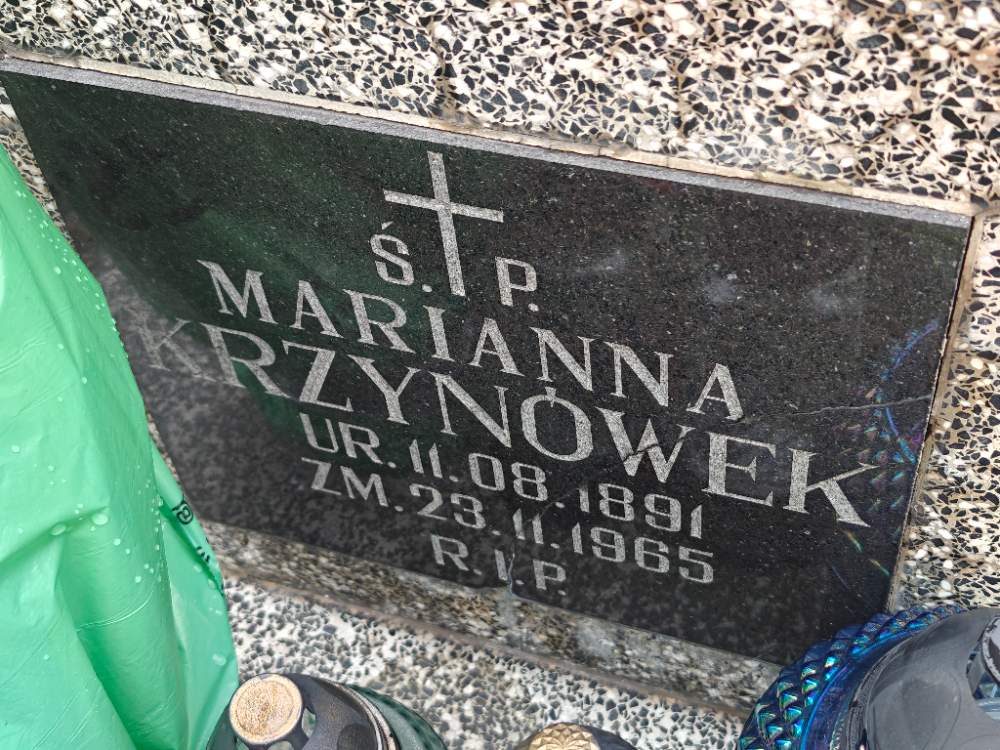 Ś. P.
MARIANNA
KRZYNÓWEK
UR. 11.08.1891
ZM. 23.11.1965
R.I.P.